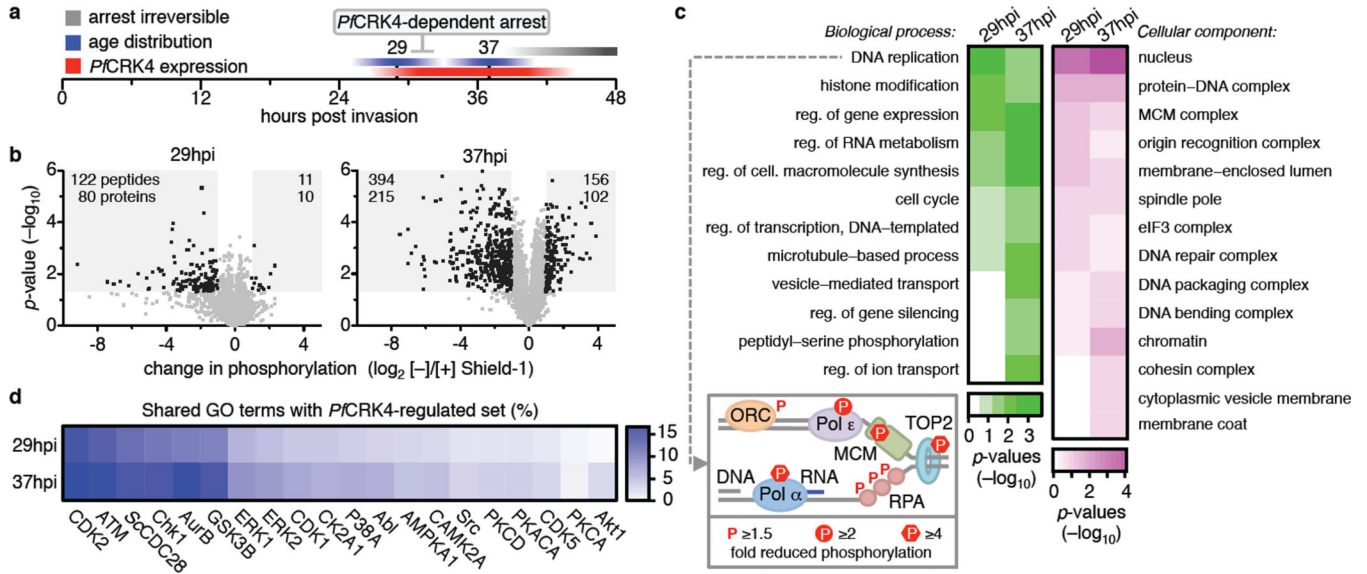 a
arrest irreversible
age distribution
PfCRK4 expression
PfCRK4-dependent arrest
29
37
0
12
24
36
48
hours post invasion
b
29hpi
37hpi
p-value (–log10)
6
4
2
0
122 peptides
80 proteins
11
10
6
4
2
0
394
215
156
102
-8
-4
0
4
-8
-4
0
4
change in phosphorylation (log2 [–]/[+] Shield-1)
c
Biological process:
29hpi
37hpi
29hpi
37hpi
Cellular component:
DNA replication
histone modification
reg. of gene expression
reg. of RNA metabolism
reg. of cell. macromolecule synthesis
cell cycle
reg. of transcription, DNA–templated
microtubule–based process
vesicle–mediated transport
reg. of gene silencing
peptidyl–serine phosphorylation
reg. of ion transport
nucleus
protein–DNA complex
MCM complex
origin recognition complex
membrane–enclosed lumen
spindle pole
eIF3 complex
DNA repair complex
DNA packaging complex
DNA bending complex
chromatin
cohesin complex
cytoplasmic vesicle membrane
membrane coat
0 1 2 3
p-values
(–log10)
0 2 4
p-values
(–log10)
ORC
P
Pol ε
P
MCM
P
TOP2
P
DNA
Pol α
P
RNA
P
P
P
RPA
P ≥1.5
P ≥2
P ≥4
fold reduced phosphorylation
d
Shared GO terms with PfCRK4-regulated set (%)
29hpi
37hpi
15
10
5
0
CDK2
ATM
ScCDC28
Chk1
AurB
GSK3B
ERK1
ERK2
CDK1
CK2A1
P38A
Abl
AMPKA1
CAMK2A
Src
PKCD
PKACA
CDK5
PKCA
Akt1